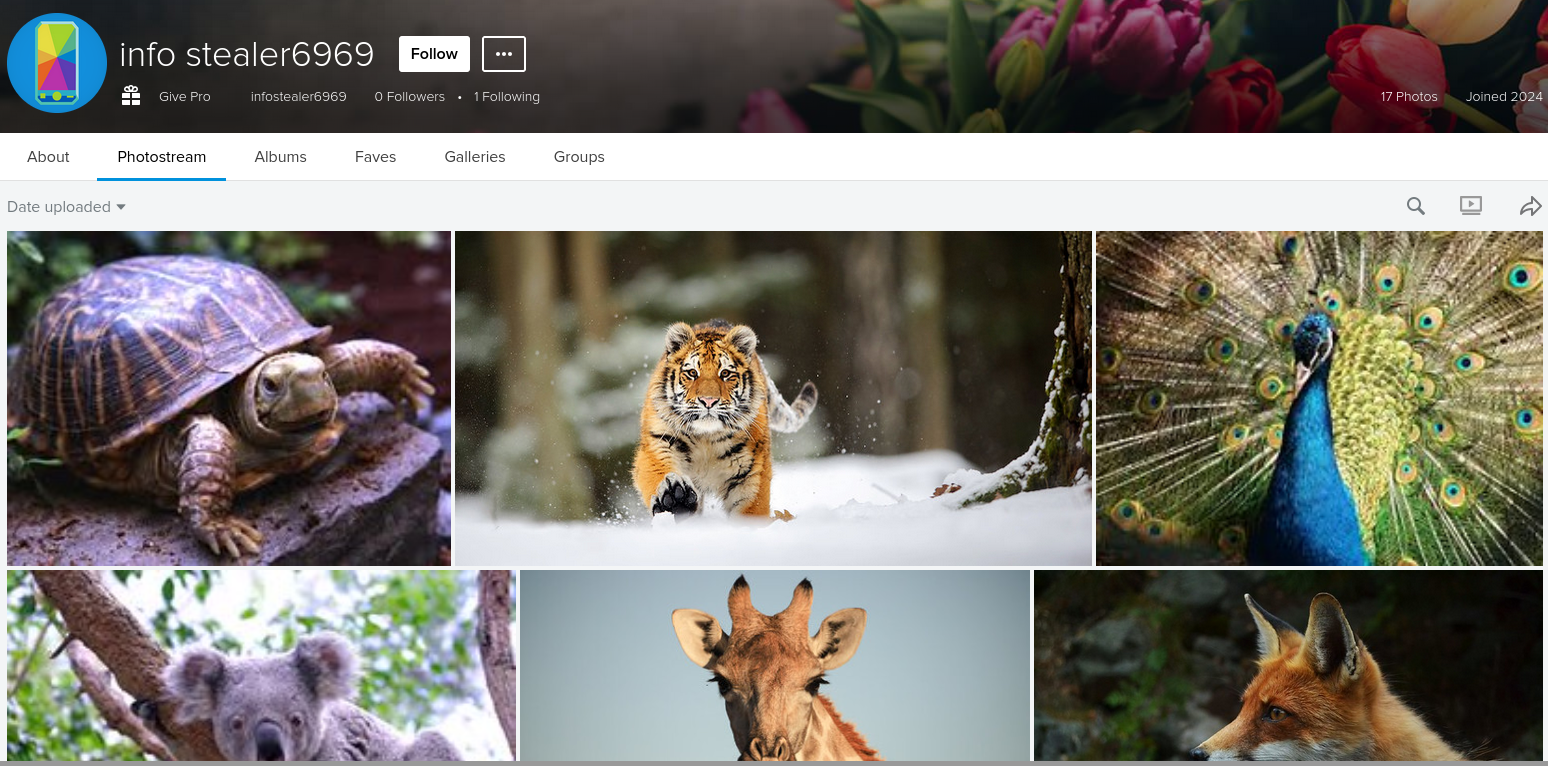 info stealer6969
Follow
Give Pro infostealer6969 0 Followers • 1 Following
17 Photos Joined 2024
About Photostream Albums Faves Galleries Groups
Date uploaded